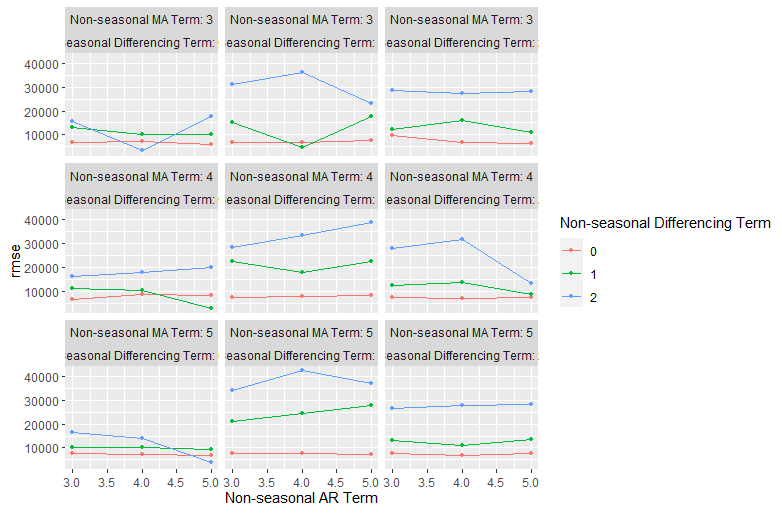 Non-seasonal MA Term: 3 Non-seasonal MA Term: 3 Non-seasonal MA Term: 3
easonal Differencing Term: easonal Differencing Term: easonal Differencing Term:
40000
30000
20000
10000
Non-seasonal MA Term: 4 Non-seasonal MA Term: 4 Non-seasonal MA Term: 4
easonal Differencing Term: easonal Differencing Term: easonal Differencing Term:
40000
30000
20000
10000
Non-seasonal MA Term: 5 Non-seasonal MA Term: 5 Non-seasonal MA Term: 5
easonal Differencing Term: easonal Differencing Term: easonal Differencing Term:
40000
30000
20000
10000
3.0 3.5 4.0 4.5 5.0 3.0 3.5 4.0 4.5 5.0 3.0 3.5 4.0 4.5 5.0
Non-seasonal AR Term
rmse
Non-seasonal Differencing Term
0
1
2